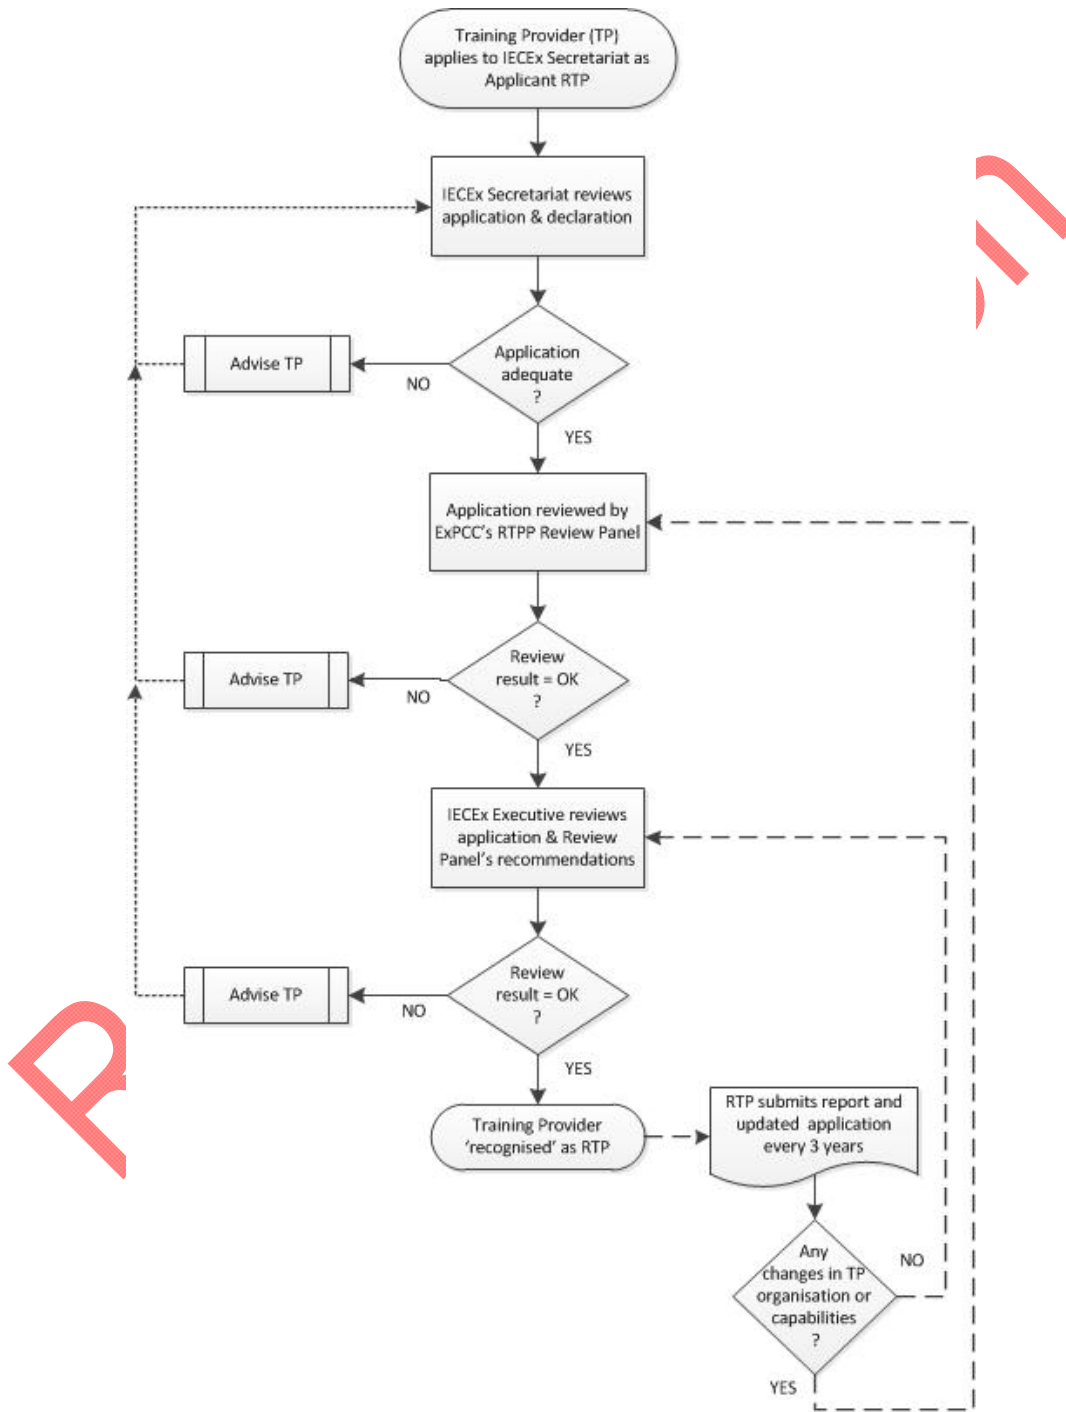 Training Provider (TP)
applies to IECEx Secretariat as
Applicant RTP
IECEx Secretariat reviews
application & declaration
Application
adequate
?
Advise TP
NO
YES
Application reviewed by
ExPCC's RTPP Review Panel
Review
result = OK
?
Advise TP
NO
YES
IECEx Executive reviews
application & Review
Panel's recommendations
Review
result = OK
?
Advise TP
NO
YES
Training Provider
'recognised' as RTP
RTP submits report and
updated application
every 3 years
Any
changes in TP
organisation or
capabilities
?
NO
YES